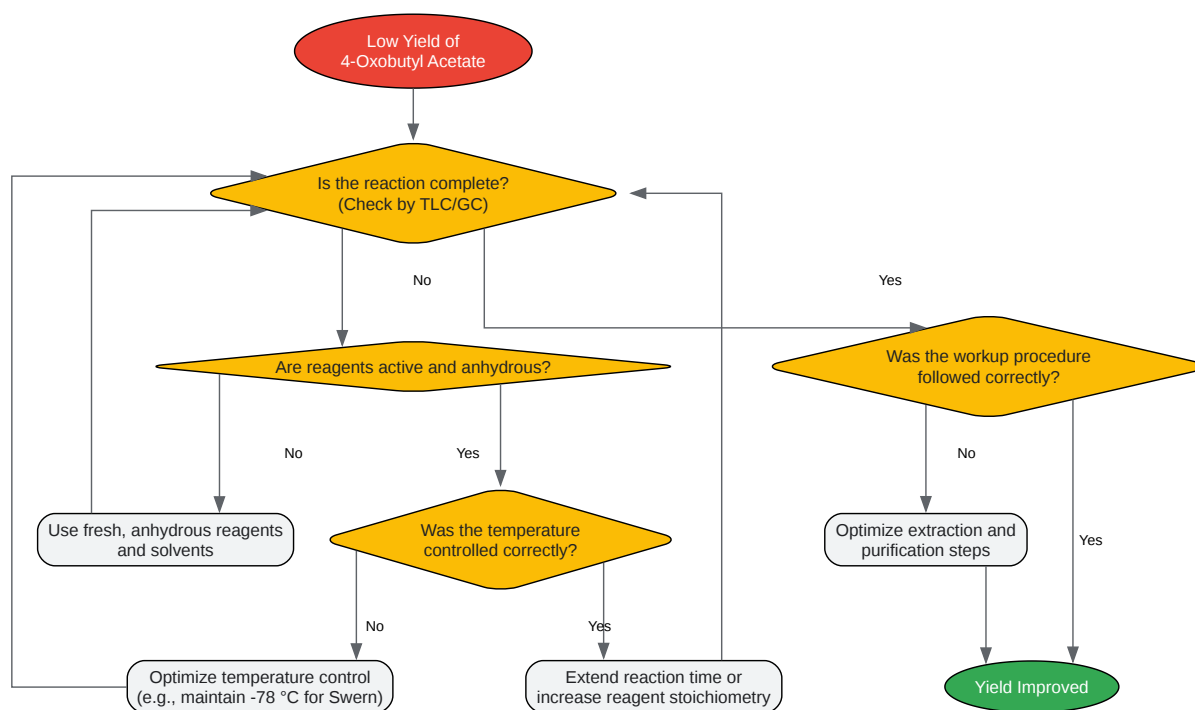 Low Yield of
4-Oxobutyl Acetate
Is the reaction complete?
(Check by TLC/GC)
No
Yes
Are reagents active and anhydrous?
Was the workup procedure
followed correctly?
No
Yes
No
Use fresh, anhydrous reagents
and solvents
Was the temperature
controlled correctly?
Optimize extraction and
purification steps
Yes
No
Yes
Optimize temperature control
(e.g., maintain -78 °C for Swern)
Extend reaction time or
increase reagent stoichiometry
Yield Improved